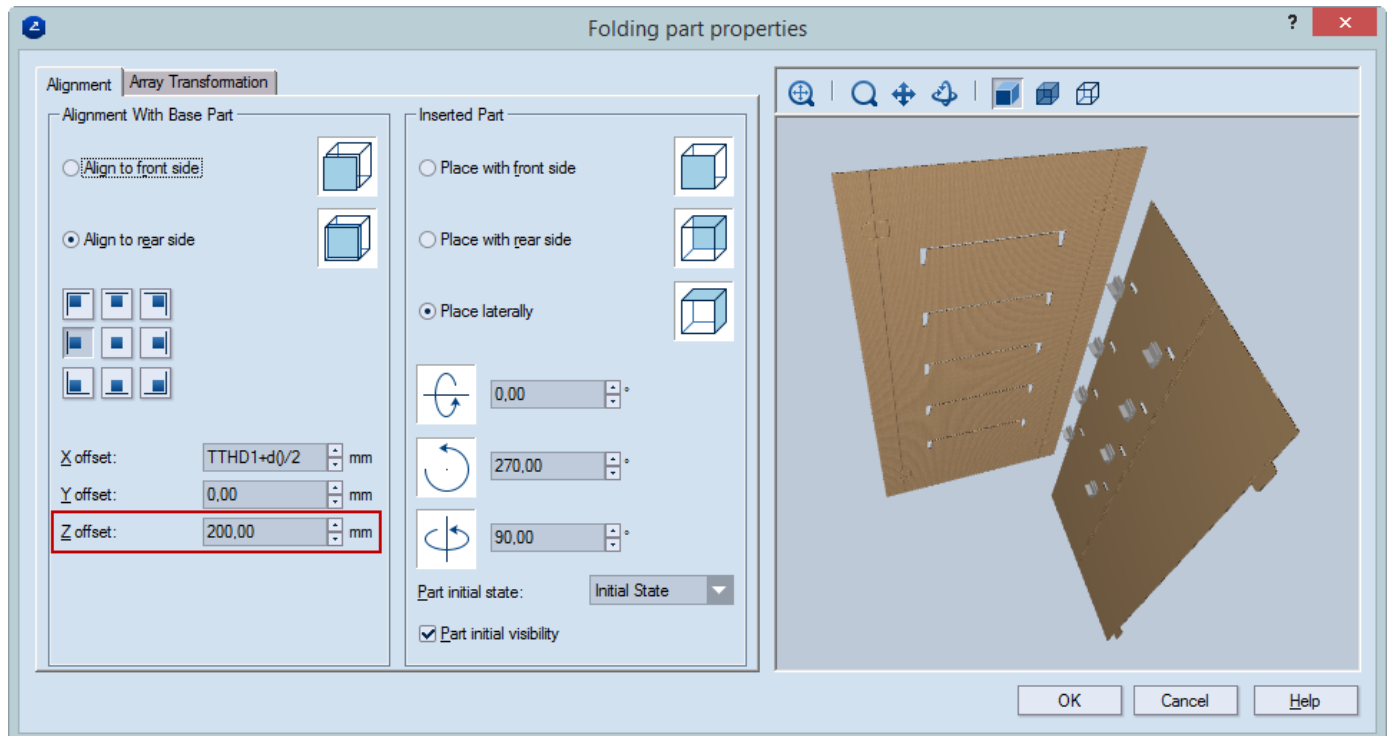 Folding part properties
?
Alignment
Array Transformation
Alignment With Base Part
Align to front side
Align to rear side
X offset: TTHD1+d()/2 mm
Y offset: 0,00 mm
Z offset: 200,00 mm
Inserted Part
Place with front side
Place with rear side
Place laterally
0,00 °
270,00 °
90,00 °
Part initial state: Initial State
Part initial visibility
OK
Cancel
Help